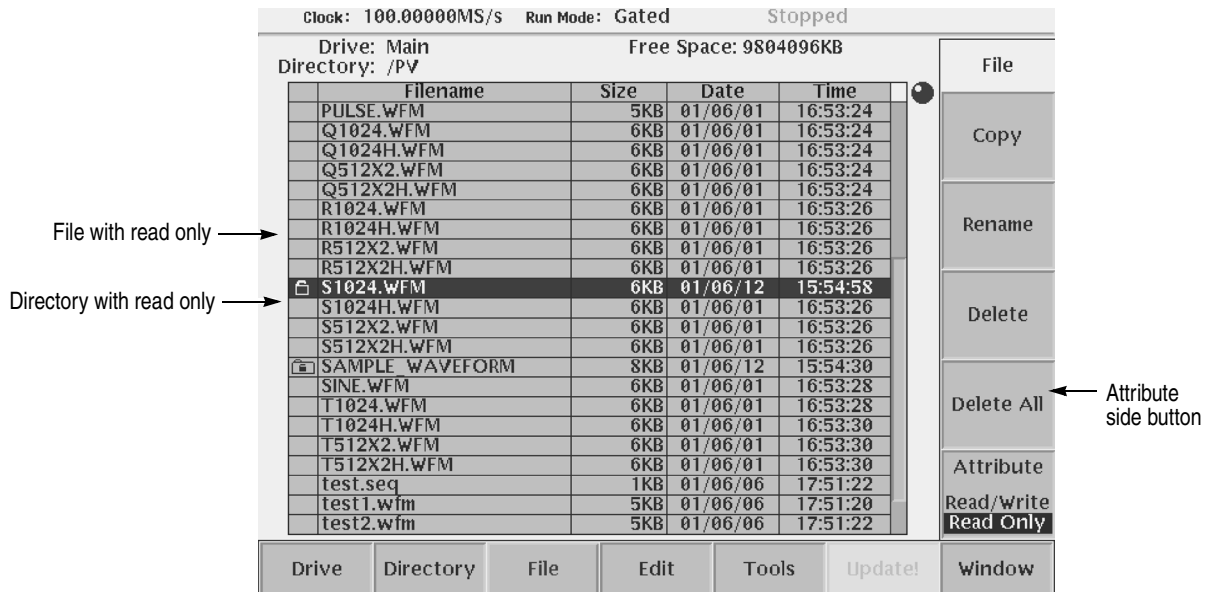 Clock: 100.00000MS/s Run Mode: Gated Stopped
Drive: Main Free Space: 9804096KB
Directory: /PV
File
Filename Size Date Time
PULSE.WFM 5KB 01/06/01 16:53:24
Q1024.WFM 6KB 01/06/01 16:53:24
Q1024H.WFM 6KB 01/06/01 16:53:24
Q512X2.WFM 6KB 01/06/01 16:53:24
Q512X2H.WFM 6KB 01/06/01 16:53:24
R1024.WFM 6KB 01/06/01 16:53:26
R1024H.WFM 6KB 01/06/01 16:53:26
R512X2.WFM 6KB 01/06/01 16:53:26
R512X2H.WFM 6KB 01/06/01 16:53:26
S1024.WFM 6KB 01/06/12 15:54:58
S1024H.WFM 6KB 01/06/01 16:53:26
S512X2.WFM 6KB 01/06/01 16:53:26
S512X2H.WFM 6KB 01/06/01 16:53:26
SAMPLE_WAVEFORM 8KB 01/06/12 15:54:30
SINE.WFM 6KB 01/06/01 16:53:28
T1024.WFM 6KB 01/06/01 16:53:28
T1024H.WFM 6KB 01/06/01 16:53:30
T512X2.WFM 6KB 01/06/01 16:53:30
T512X2H.WFM 6KB 01/06/01 16:53:30
test.seq 1KB 01/06/06 17:51:22
test1.wfm 5KB 01/06/06 17:51:20
test2.wfm 5KB 01/06/06 17:51:22
Copy
Rename
Delete
Delete All
Attribute
Read/Write
Read Only
File with read only
Directory with read only
Attribute
side button
Drive Directory File Edit Tools Update! Window